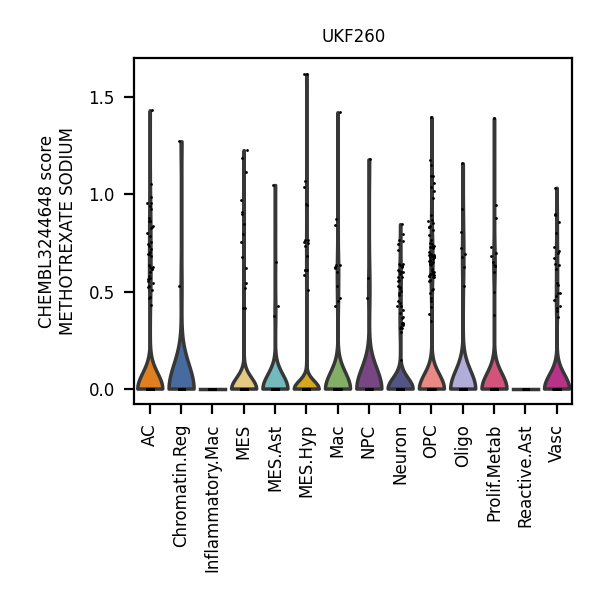 UKF260
CHEMBL3244648 score
METHOTREXATE SODIUM
1.5
1.0
0.5
0.0
AC
Chromatin.Reg
Inflammatory.Mac
MES
MES.Ast
MES.Hyp
Mac
NPC
Neuron
OPC
Oligo
Prolif.Metab
Reactive.Ast
Vasc